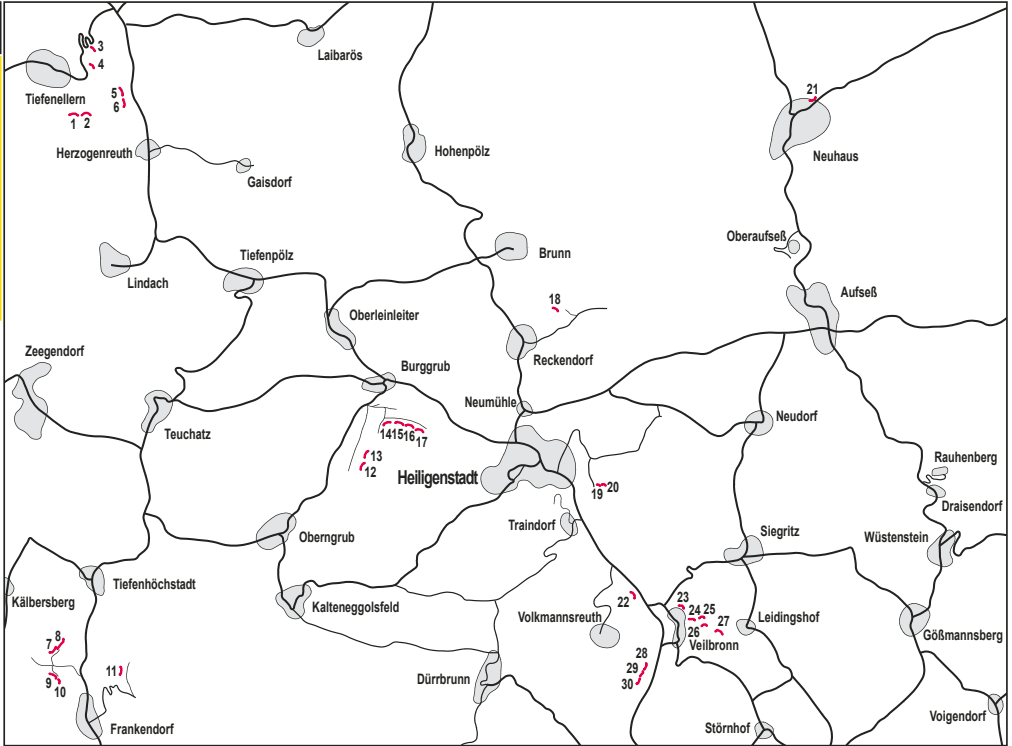 3
Laibarös
4
Tiefenellern
5
6
1 2
21
Herzogenreuth
Hohenpölz
Neuhaus
Gaisdorf
Oberaufseß
Brunn
Tiefenpölz
Lindach
Aufseß
18
Oberleinleiter
Zeegendorf
Reckendorf
Burggrub
Neumühle
Neudorf
Teuchatz
14 15 16 17
13
12
Rauhenberg
Heiligenstadt
19 20
Draisendorf
Traindorf
Siegritz
Wüstenstein
Oberngrub
Tiefenhöchstadt
Kälbersberg
Kalteneggolsfeld
22
23
24 25
Volkmannsreuth
26 27
Leidingshof
Veilbronn
Gößmannsberg
7 8
28
29
30
11
9
10
Dürrbrunn
Voigendorf
Frankendorf
Störnhof